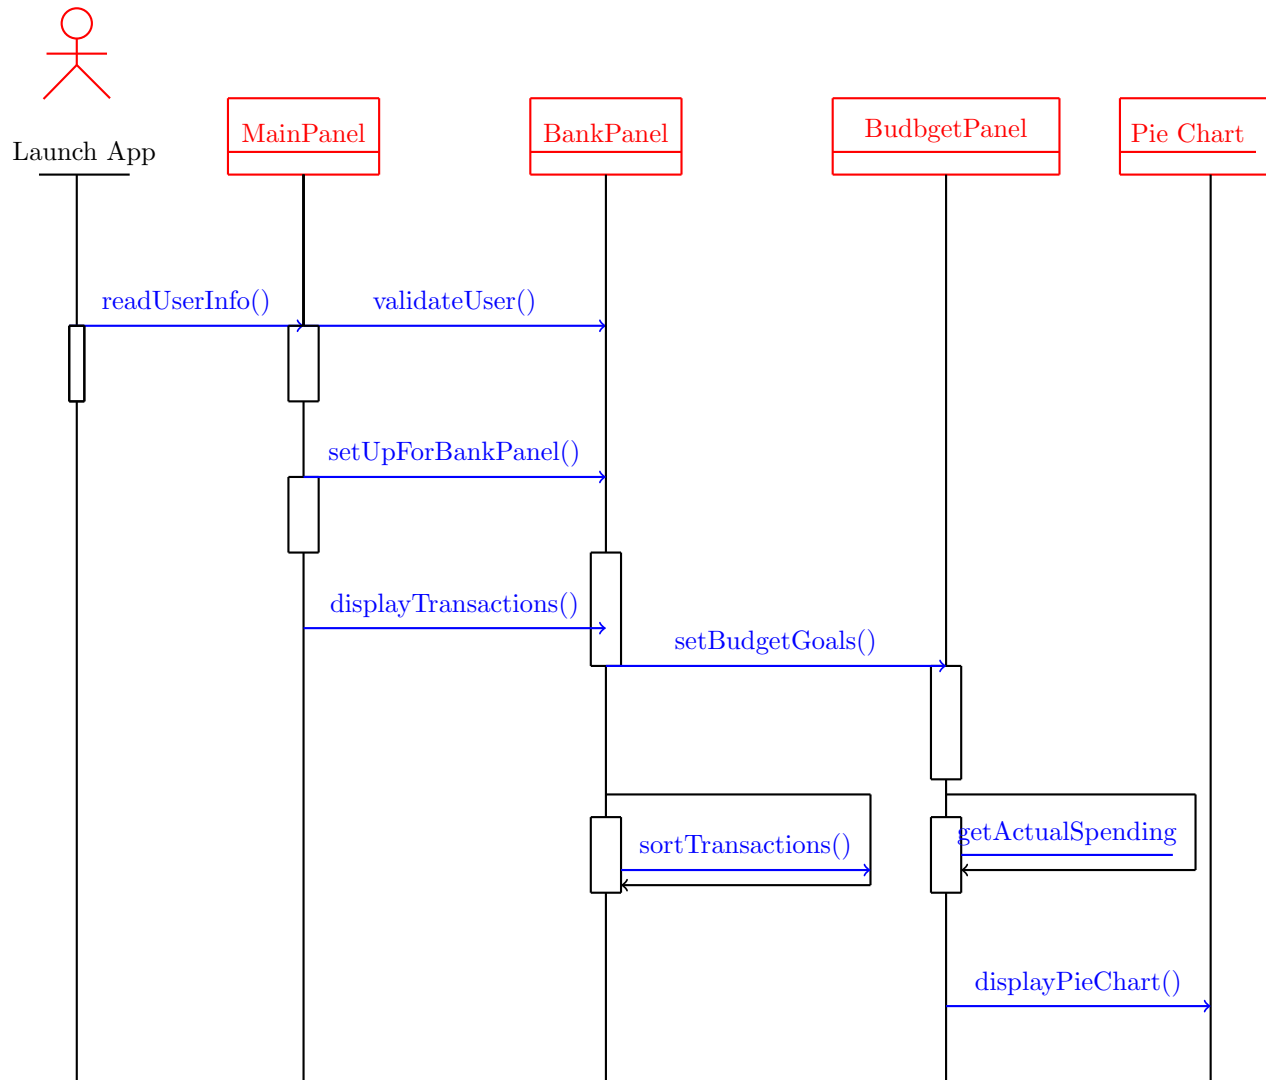 Launch App
MainPanel
BankPanel
BudbgetPanel
Pie Chart
readUserInfo()
validateUser()
setUpForBankPanel()
displayTransactions()
setBudgetGoals()
sortTransactions()
getActualSpending
displayPieChart()